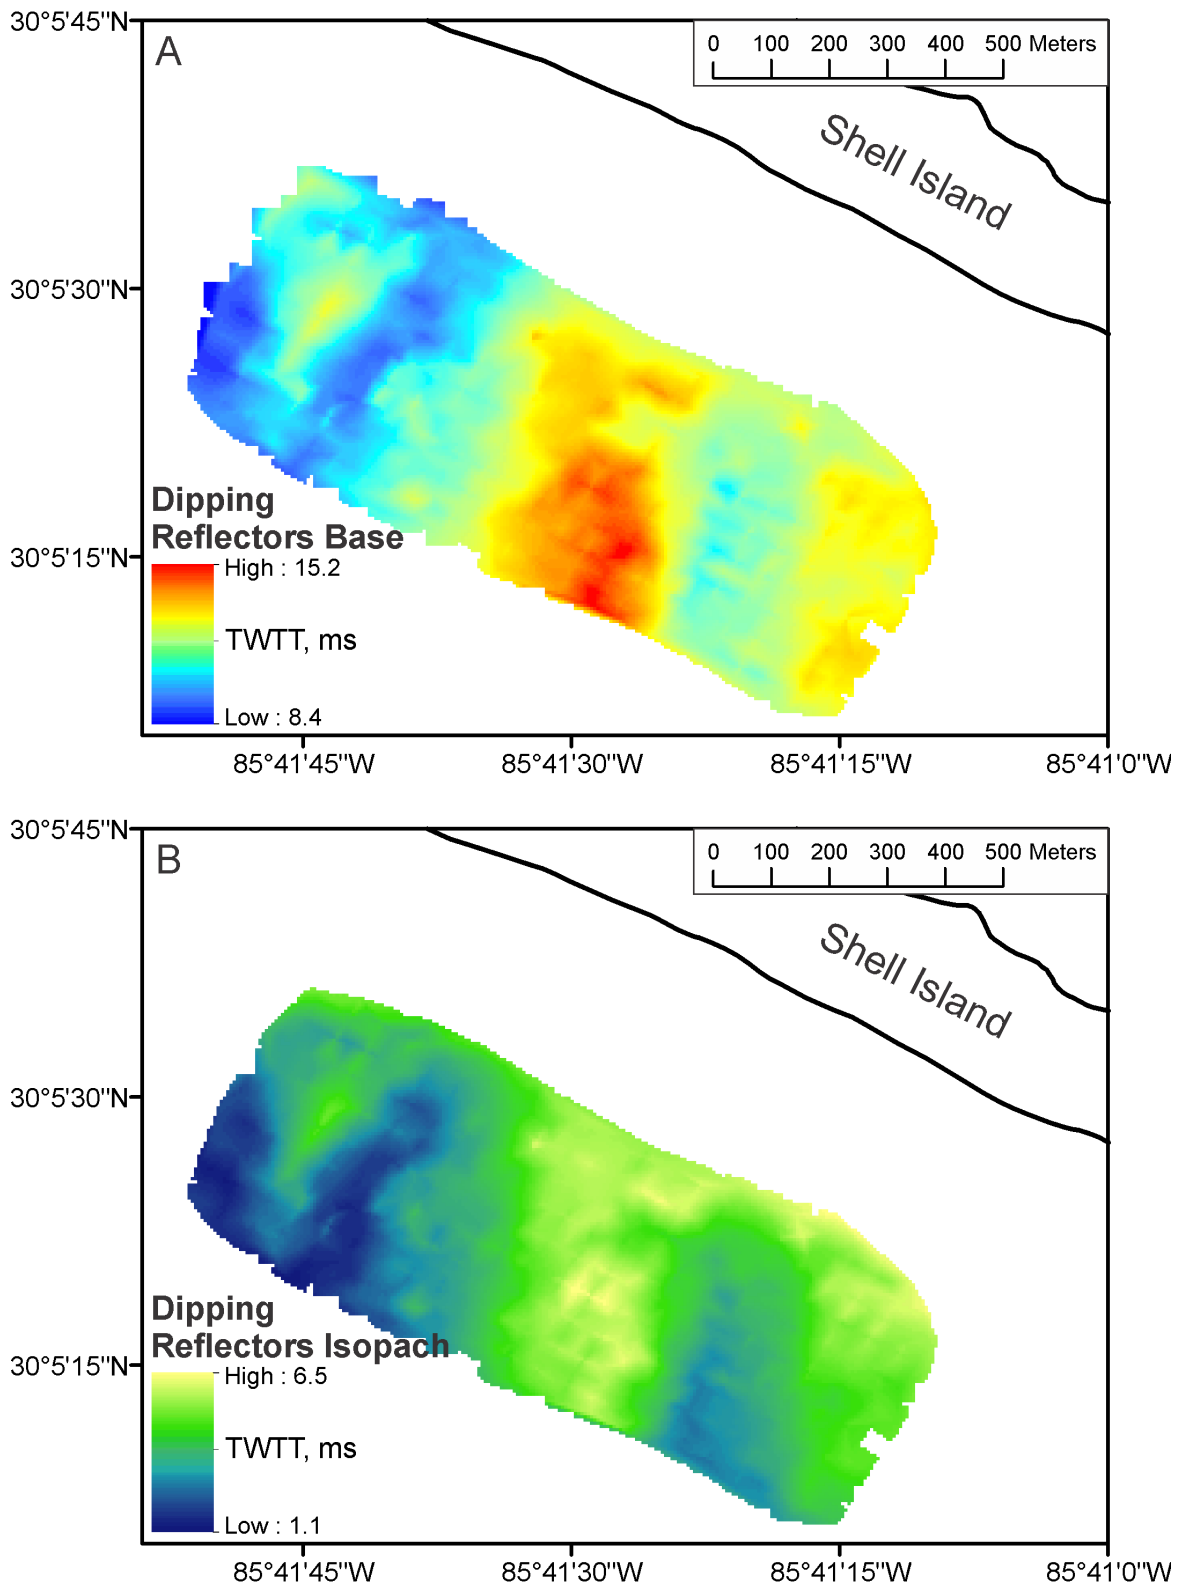 30°5'45"N
A
0 100 200 300 400 500 Meters
Shell Island
30°5'30"N
Dipping
Reflectors Base
30°5'15"N
High : 15.2
TWTT, ms
Low : 8.4
85°41'45"W 85°41'30"W 85°41'15"W 85°41'0"W
30°5'45"N
B
0 100 200 300 400 500 Meters
Shell Island
30°5'30"N
Dipping
Reflectors Isopach
30°5'15"N
High : 6.5
TWTT, ms
Low : 1.1
85°41'45"W 85°41'30"W 85°41'15"W 85°41'0"W